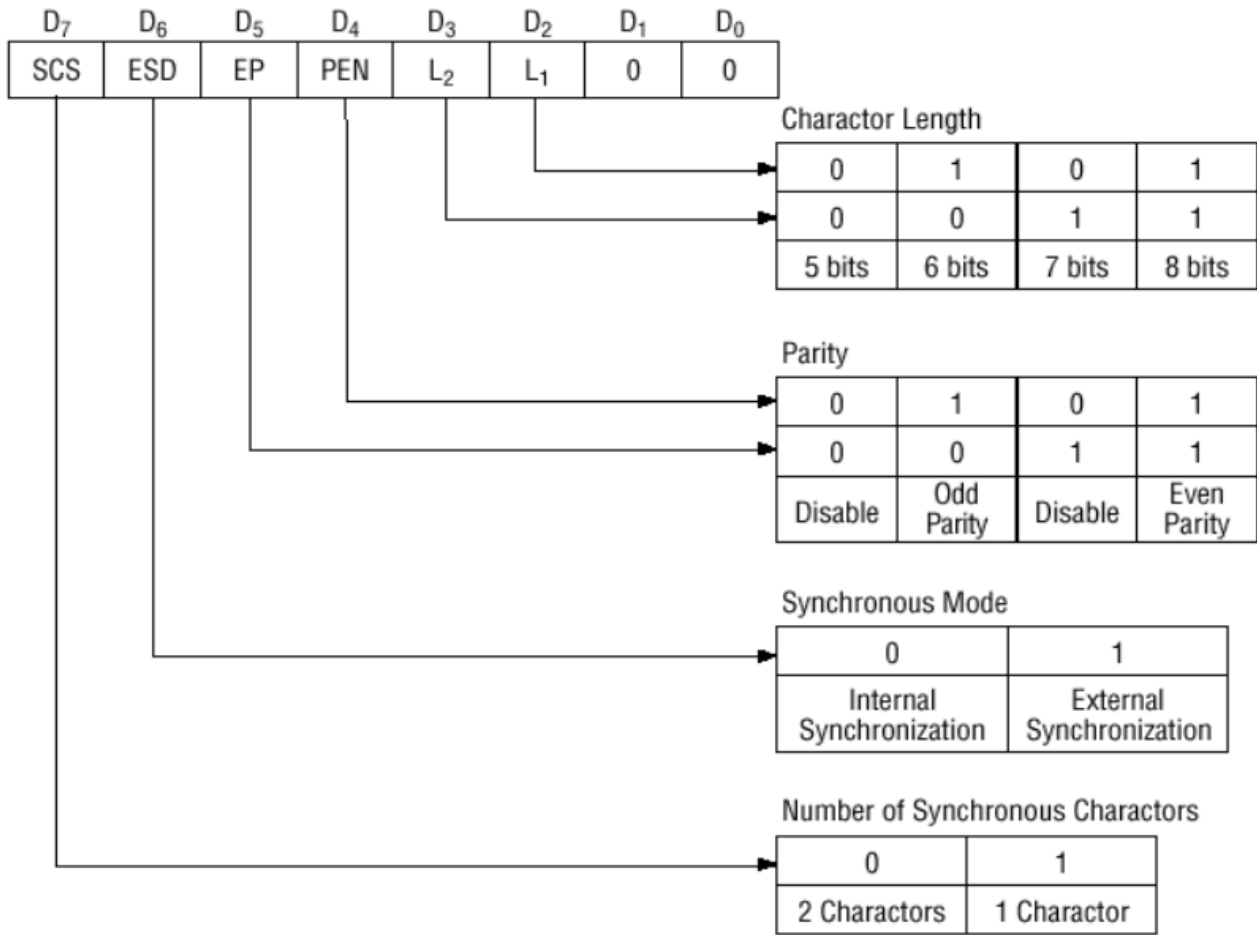 D₇ D₆ D₅ D₄ D₃ D₂ D₁ D₀
SCS ESD EP PEN L₂ L₁ 0 0
Charactor Length
0 1 0 1
0 0 1 1
5 bits 6 bits 7 bits 8 bits
Parity
0 1 0 1
0 0 1 1
Disable Odd Parity Disable Even Parity
Synchronous Mode
0 1
Internal Synchronization External Synchronization
Number of Synchronous Charactors
0 1
2 Charactors 1 Charactor